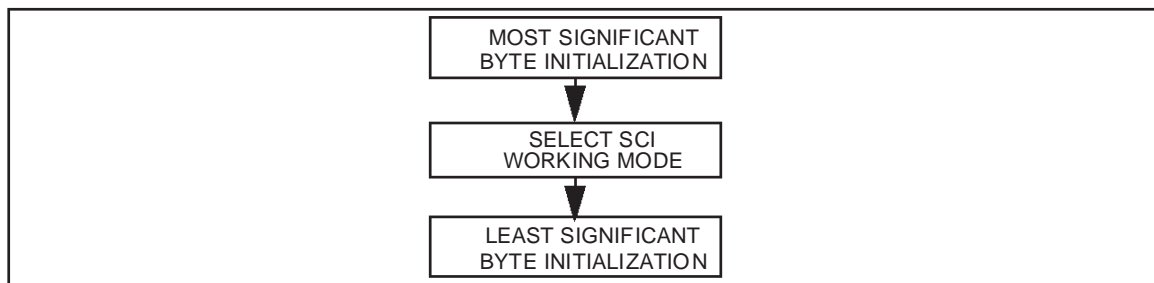 MOST SIGNIFICANT
BYTE INITIALIZATION
SELECT SCI
WORKING MODE
LEAST SIGNIFICANT
BYTE INITIALIZATION